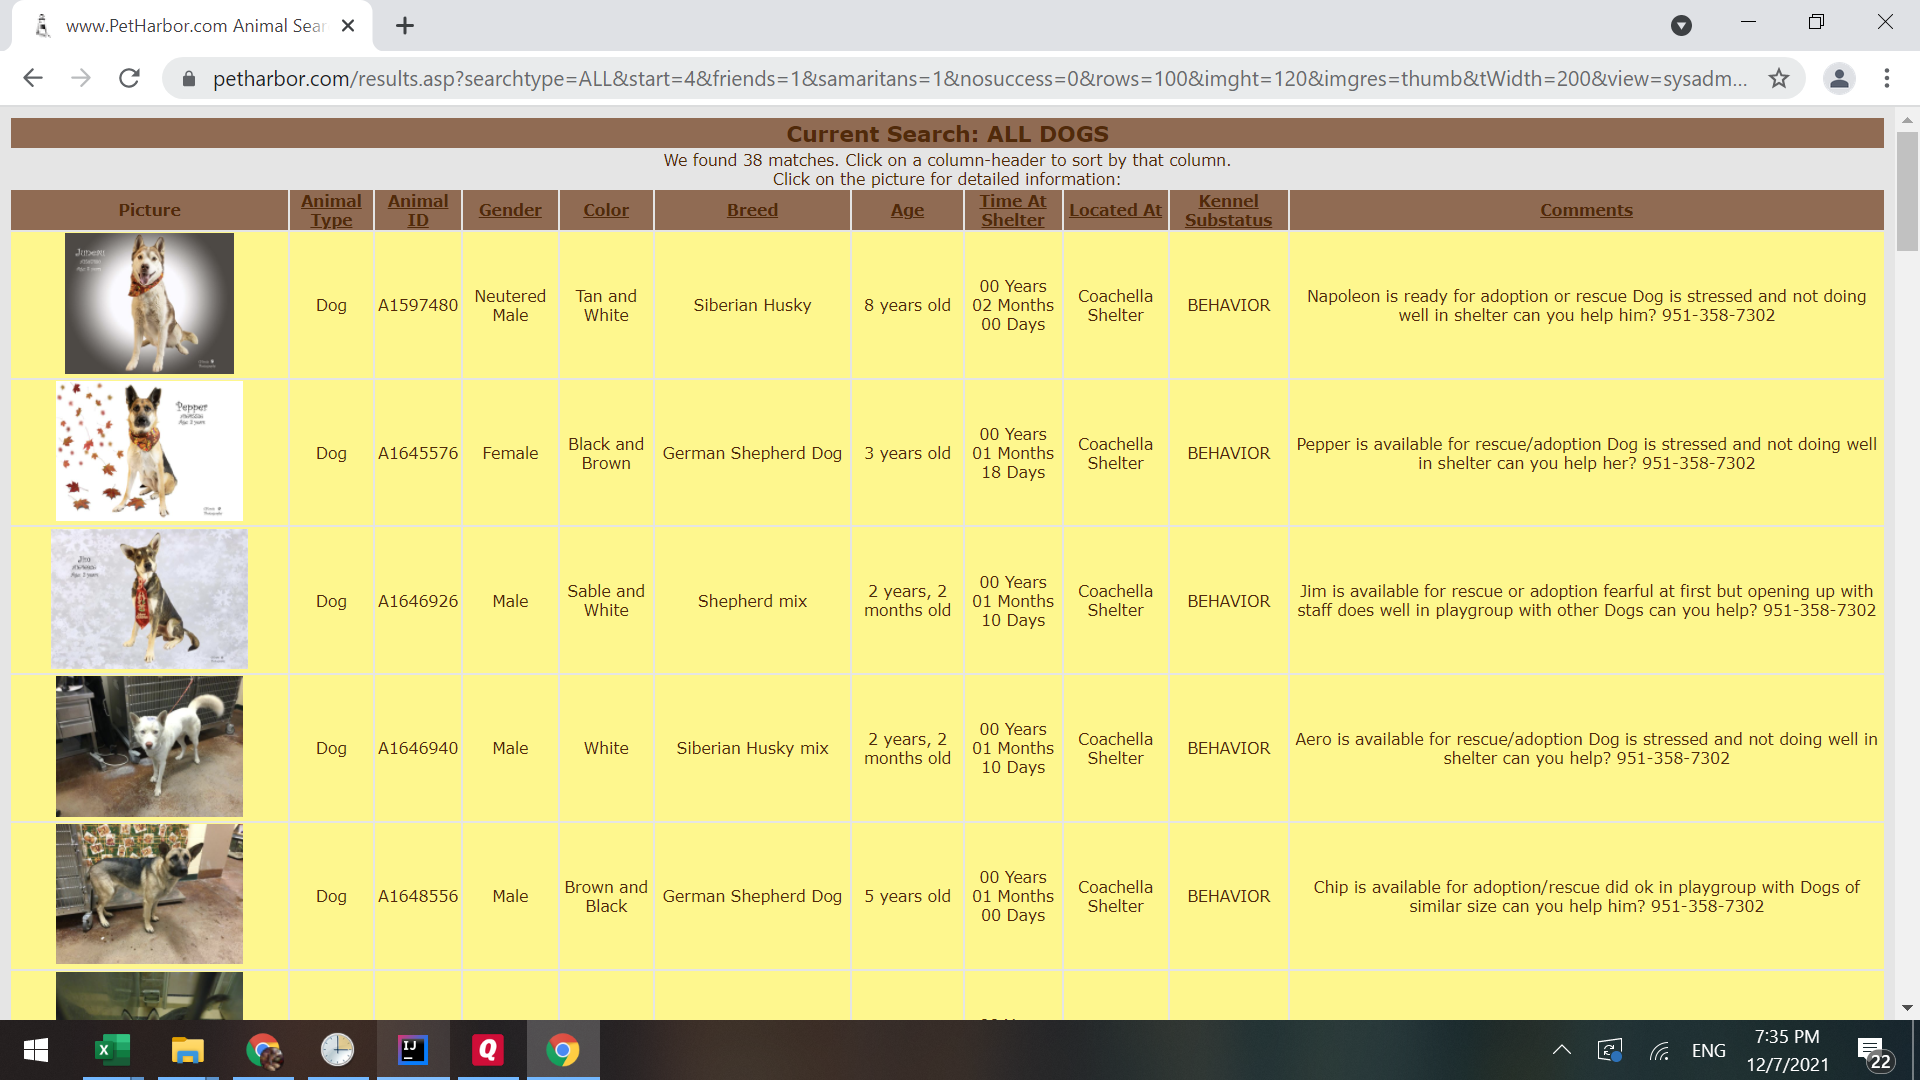 www.PetHarbor.com Animal Sear
petharbor.com/results.asp?searchtype=ALL&start=4&friends=1&samaritans=1&nosuccess=0&rows=100&imght=120&imgres=thumb&tWidth=200&view=sysadm...
Current Search: ALL DOGS
We found 38 matches. Click on a column-header to sort by that column.
Click on the picture for detailed information:
Picture
Animal
Type
Animal
ID
Gender
Color
Breed
Age
Time At
Shelter
Located At
Kennel
Substatus
Comments
Juneau
Dog
A1597480
Neutered
Male
Tan and
White
Siberian Husky
8 years old
00 Years
02 Months
00 Days
Coachella
Shelter
BEHAVIOR
Napoleon is ready for adoption or rescue Dog is stressed and not doing
well in shelter can you help him? 951-358-7302
Pepper
Dog
A1645576
Female
Black and
Brown
German Shepherd Dog
3 years old
00 Years
01 Months
18 Days
Coachella
Shelter
BEHAVIOR
Pepper is available for rescue/adoption Dog is stressed and not doing well
in shelter can you help her? 951-358-7302
Jim
Dog
A1646926
Male
Sable and
White
Shepherd mix
2 years, 2
months old
00 Years
01 Months
10 Days
Coachella
Shelter
BEHAVIOR
Jim is available for rescue or adoption fearful at first but opening up with
staff does well in playgroup with other Dogs can you help? 951-358-7302
Dog
A1646940
Male
White
Siberian Husky mix
2 years, 2
months old
00 Years
01 Months
10 Days
Coachella
Shelter
BEHAVIOR
Aero is available for rescue/adoption Dog is stressed and not doing well in
shelter can you help? 951-358-7302
Dog
A1648556
Male
Brown and
Black
German Shepherd Dog
5 years old
00 Years
01 Months
00 Days
Coachella
Shelter
BEHAVIOR
Chip is available for adoption/rescue did ok in playgroup with Dogs of
similar size can you help him? 951-358-7302
X
IJ
Q
ENG
7:35 PM
12/7/2021
22